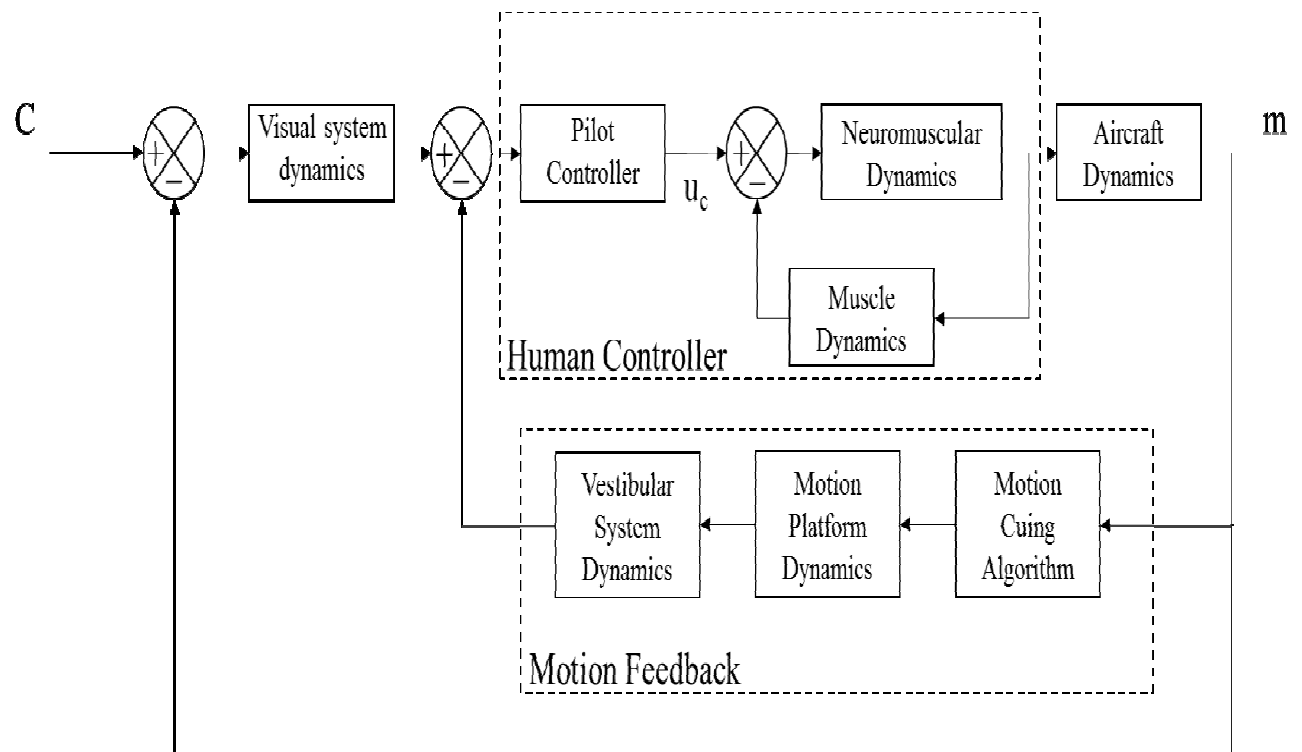 C
+
−
Visual system
dynamics
+
−
Pilot
Controller
u_c
+
−
Neuromuscular
Dynamics
Aircraft
Dynamics
m
Muscle
Dynamics
Human Controller
Vestibular
System
Dynamics
Motion
Platform
Dynamics
Motion
Cuing
Algorithm
Motion Feedback